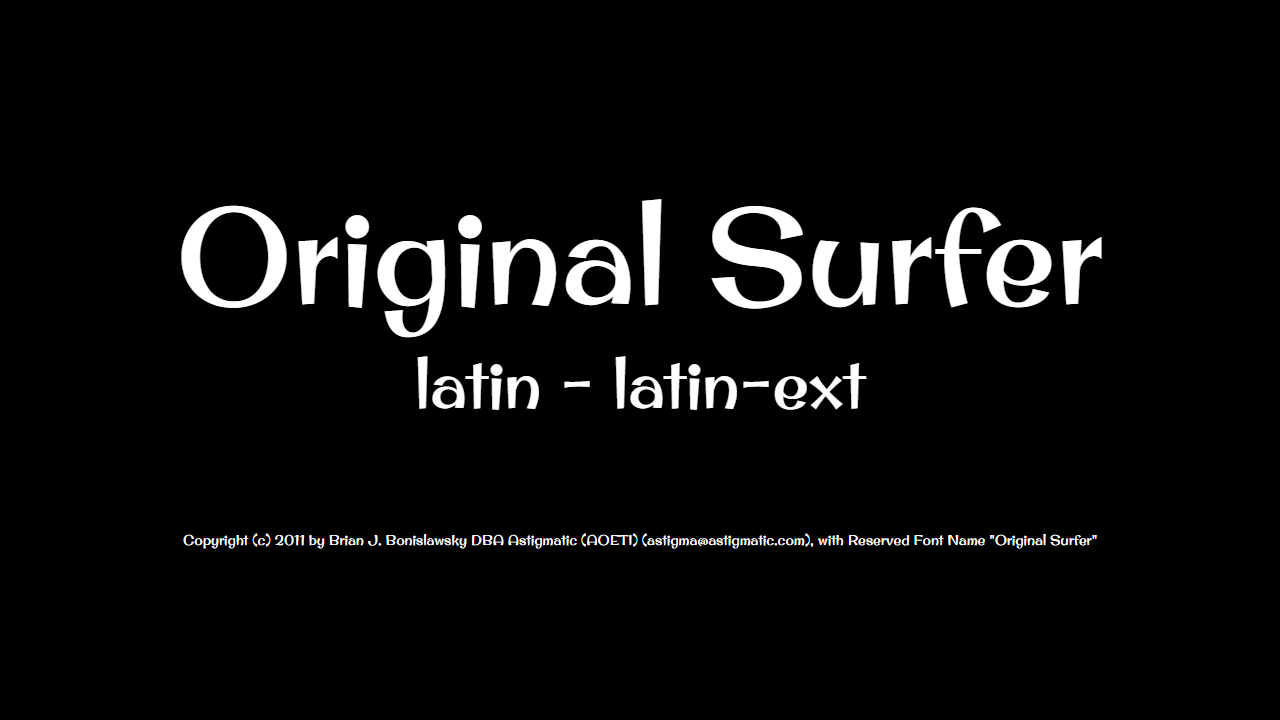 Original Surfer
latin - latin-ext
Copyright (c) 2011 by Brian J. Bonislawsky DBA Astigmatic (AOETI) (astigma@astigmatic.com), with Reserved Font Name "Original Surfer"